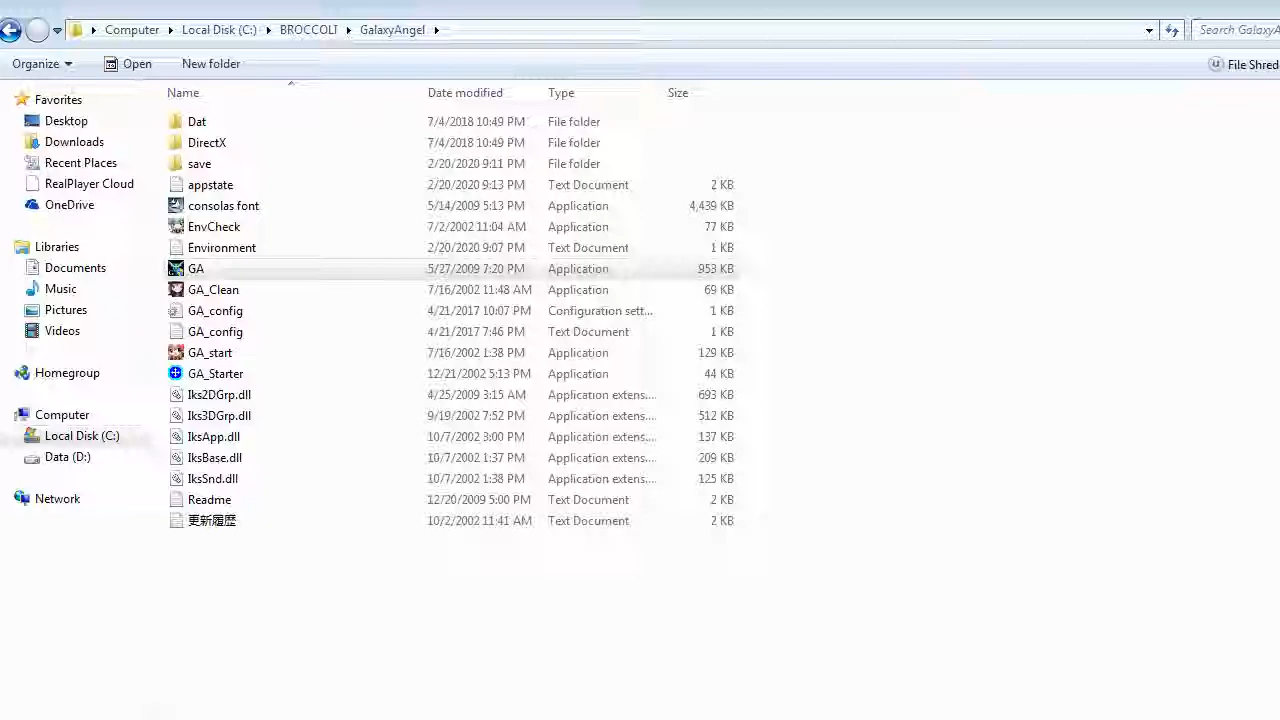 Computer Local Disk (C:) BROCCOLI GalaxyAngel Search GalaxyA
Organize Open New folder File Shred
Name Date modified Type Size
Favorites
Desktop
Downloads
Recent Places
RealPlayer Cloud
OneDrive
Libraries
Documents
Music
Pictures
Videos
Homegroup
Computer
Local Disk (C:)
Data (D:)
Network
Dat 7/4/2018 10:49 PM File folder
DirectX 7/4/2018 10:49 PM File folder
save 2/20/2020 9:11 PM File folder
appstate 2/20/2020 9:13 PM Text Document 2 KB
consolas font 5/14/2009 5:13 PM Application 4,439 KB
EnvCheck 7/2/2002 11:04 AM Application 77 KB
Environment 2/20/2020 9:07 PM Text Document 1 KB
GA 5/27/2009 7:20 PM Application 953 KB
GA_Clean 7/16/2002 11:48 AM Application 69 KB
GA_config 4/21/2017 10:07 PM Configuration sett... 1 KB
GA_config 4/21/2017 7:46 PM Text Document 1 KB
GA_start 7/16/2002 1:38 PM Application 129 KB
GA_Starter 12/21/2002 5:13 PM Application 44 KB
Iks2DGrp.dll 4/25/2009 3:15 AM Application extens.... 693 KB
Iks3DGrp.dll 9/19/2002 7:52 PM Application extens.... 512 KB
IksApp.dll 10/7/2002 3:00 PM Application extens.... 137 KB
IksBase.dll 10/7/2002 1:37 PM Application extens.... 209 KB
IksSnd.dll 10/7/2002 1:38 PM Application extens.... 125 KB
Readme 12/20/2009 5:00 PM Text Document 2 KB
更新履歴 10/2/2002 11:41 AM Text Document 2 KB